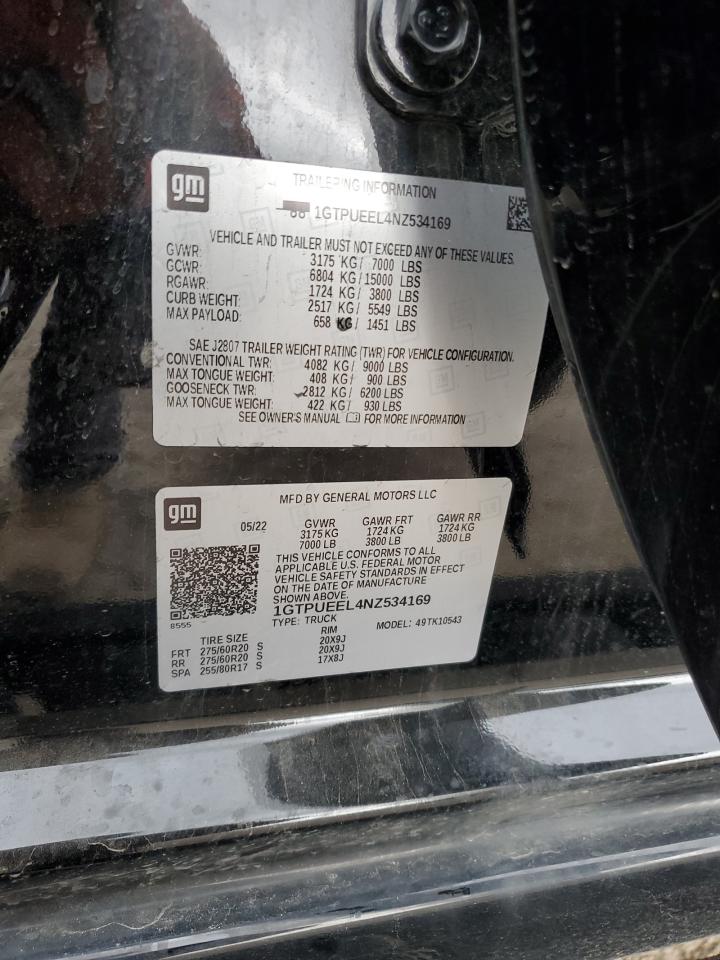 gm
TRAILERING INFORMATION
1GTPUEEL4NZ534169
VEHICLE AND TRAILER MUST NOT EXCEED ANY OF THESE VALUES.
GVWR: 3175 KG/ 7000 LBS
GCWR: 6804 KG/15000 LBS
RGAWR: 1724 KG/ 3800 LBS
CURB WEIGHT: 2517 KG/ 5549 LBS
MAX PAYLOAD: 658 KG/ 1451 LBS
SAE J2807 TRAILER WEIGHT RATING (TWR) FOR VEHICLE CONFIGURATION.
CONVENTIONAL TWR: 4082 KG/ 9000 LBS
MAX TONGUE WEIGHT: 408 KG/ 900 LBS
GOOSENECK TWR: 2812 KG/ 6200 LBS
MAX TONGUE WEIGHT: 422 KG/ 930 LBS
SEE OWNER'S MANUAL FOR MORE INFORMATION
gm
MFD BY GENERAL MOTORS LLC
05/22 GVWR GAWR FRT GAWR RR
3175 KG 1724 KG 1724 KG
7000 LB 3800 LB 3800 LB
THIS VEHICLE CONFORMS TO ALL
APPLICABLE U.S. FEDERAL MOTOR
VEHICLE SAFETY STANDARDS IN EFFECT
ON THE DATE OF MANUFACTURE
SHOWN ABOVE.
1GTPUEEL4NZ534169
8555 TYPE: TRUCK MODEL: 49TK10543
TIRE SIZE RIM
FRT 275/60R20 S 20X9J
RR 275/60R20 S 20X9J
SPA 255/80R17 S 17X8J